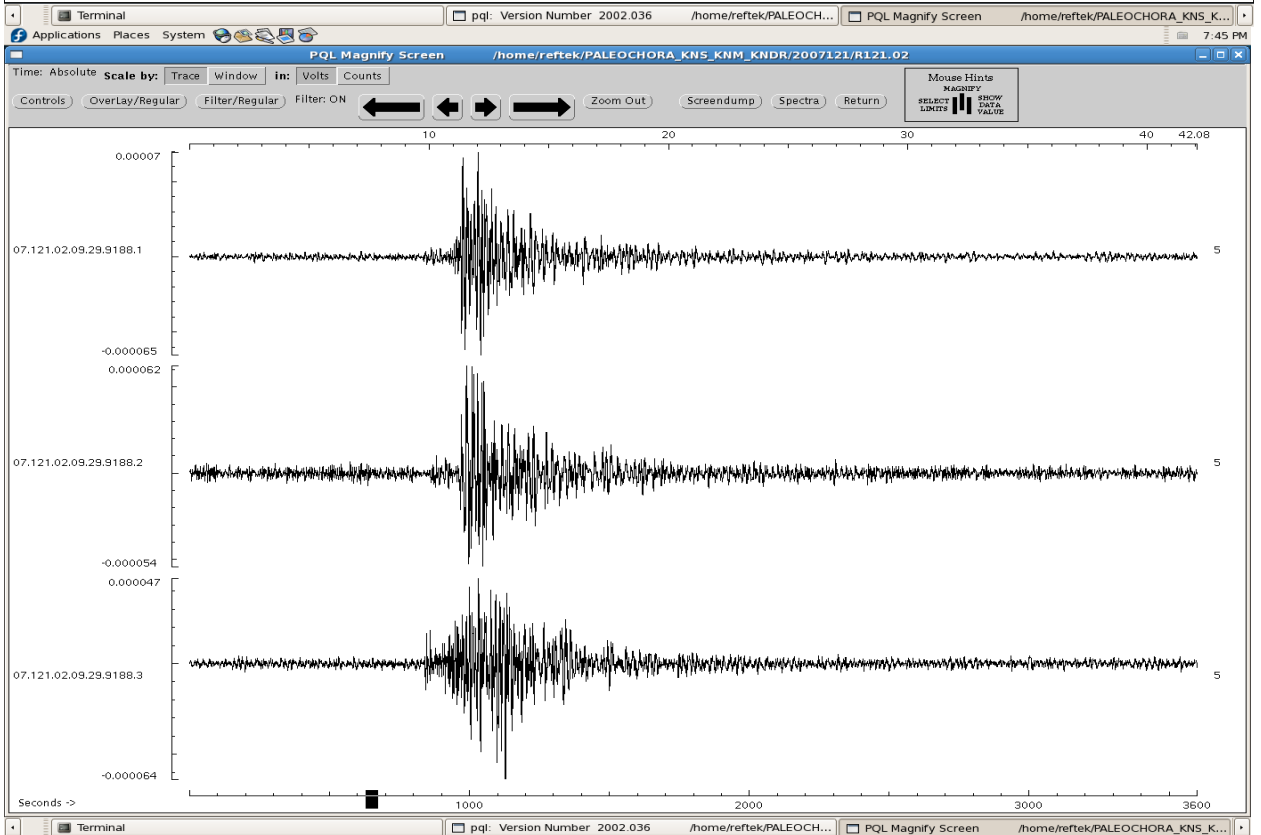 Terminal pql: Version Number 2002.036 /home/reftek/PALEOCH... PQL Magnify Screen /home/reftek/PALEOCHORA_KNS_K...
Applications Places System 7:45 PM
PQL Magnify Screen /home/reftek/PALEOCHORA_KNS_KNM_KNDR/2007121/R121.02
Time: Absolute Scale by: Trace Window in: Volts Counts
Controls OverLay/Regular Filter/Regular Filter: ON Zoom Out Screendump Spectra Return
Mouse Hints
MAGNIFY
SELECT LIMITS
SHOW DATA VALUE
10 20 30 40 42.08
0.00007
07.121.02.09.29.9188.1 5
-0.000065
0.000062
07.121.02.09.29.9188.2 5
-0.000054
0.000047
07.121.02.09.29.9188.3 5
-0.000064
Seconds -> 1000 2000 3000 3600
Terminal pql: Version Number 2002.036 /home/reftek/PALEOCH... PQL Magnify Screen /home/reftek/PALEOCHORA_KNS_K...